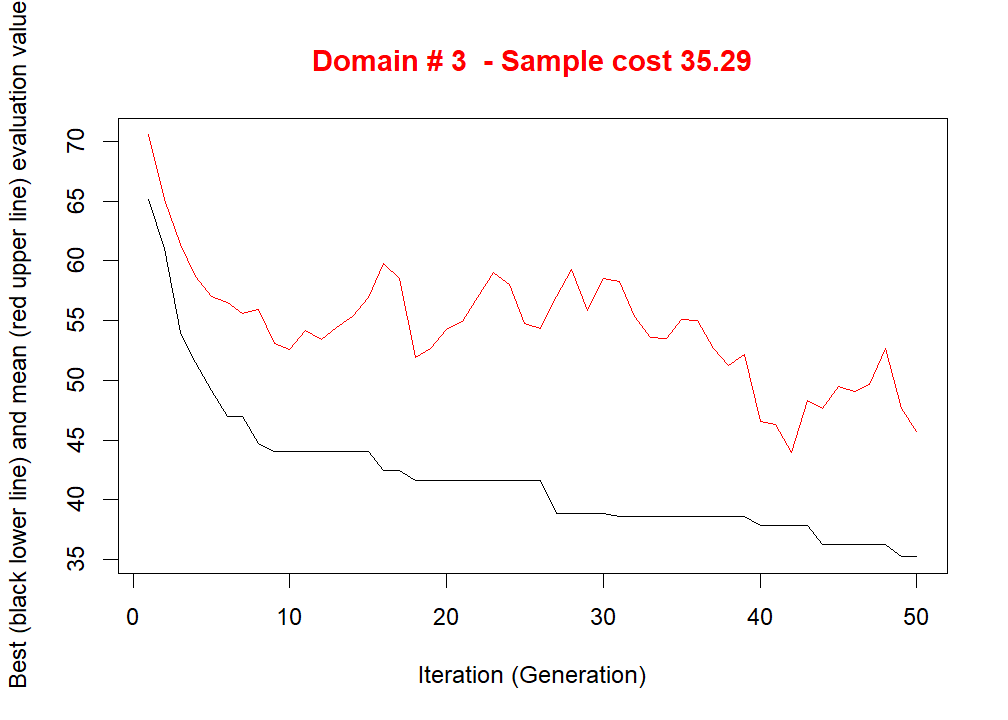 Domain # 3  - Sample cost 35.29
Best (black lower line) and mean (red upper line) evaluation value
70
65
60
55
50
45
40
35
0 10 20 30 40 50
Iteration (Generation)